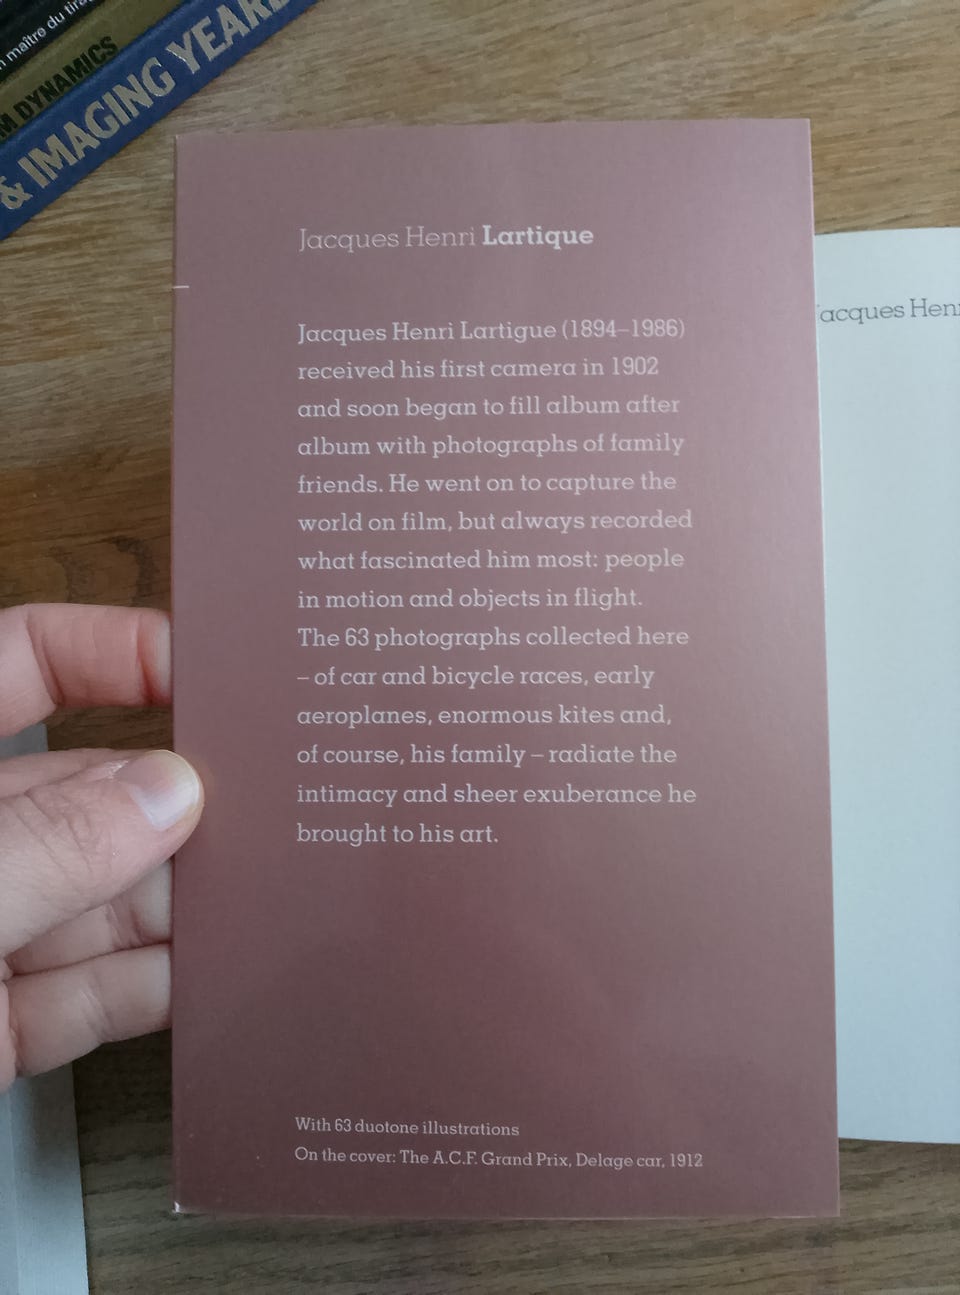 maître du
DYNAMICS
& IMAGING
Jacques Henri Lartique
Jacques Henri Lartigue (1894–1986)
received his first camera in 1902
and soon began to fill album after
album with photographs of family
friends. He went on to capture the
world on film, but always recorded
what fascinated him most: people
in motion and objects in flight.
The 63 photographs collected here
– of car and bicycle races, early
aeroplanes, enormous kites and,
of course, his family – radiate the
intimacy and sheer exuberance he
brought to his art.
With 63 duotone illustrations
On the cover: The A.C.F. Grand Prix, Delage car, 1912
acques Hen